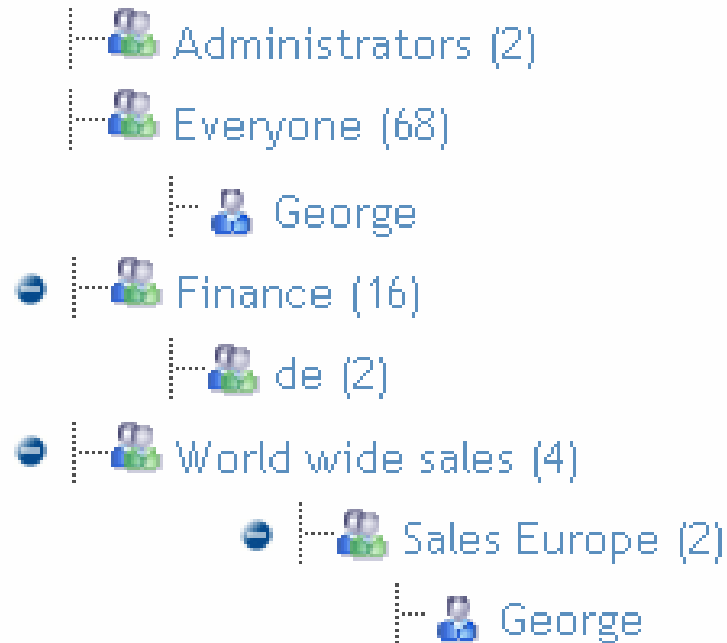 Administrators (2)
Everyone (68)
George
Finance (16)
de (2)
World wide sales (4)
Sales Europe (2)
George